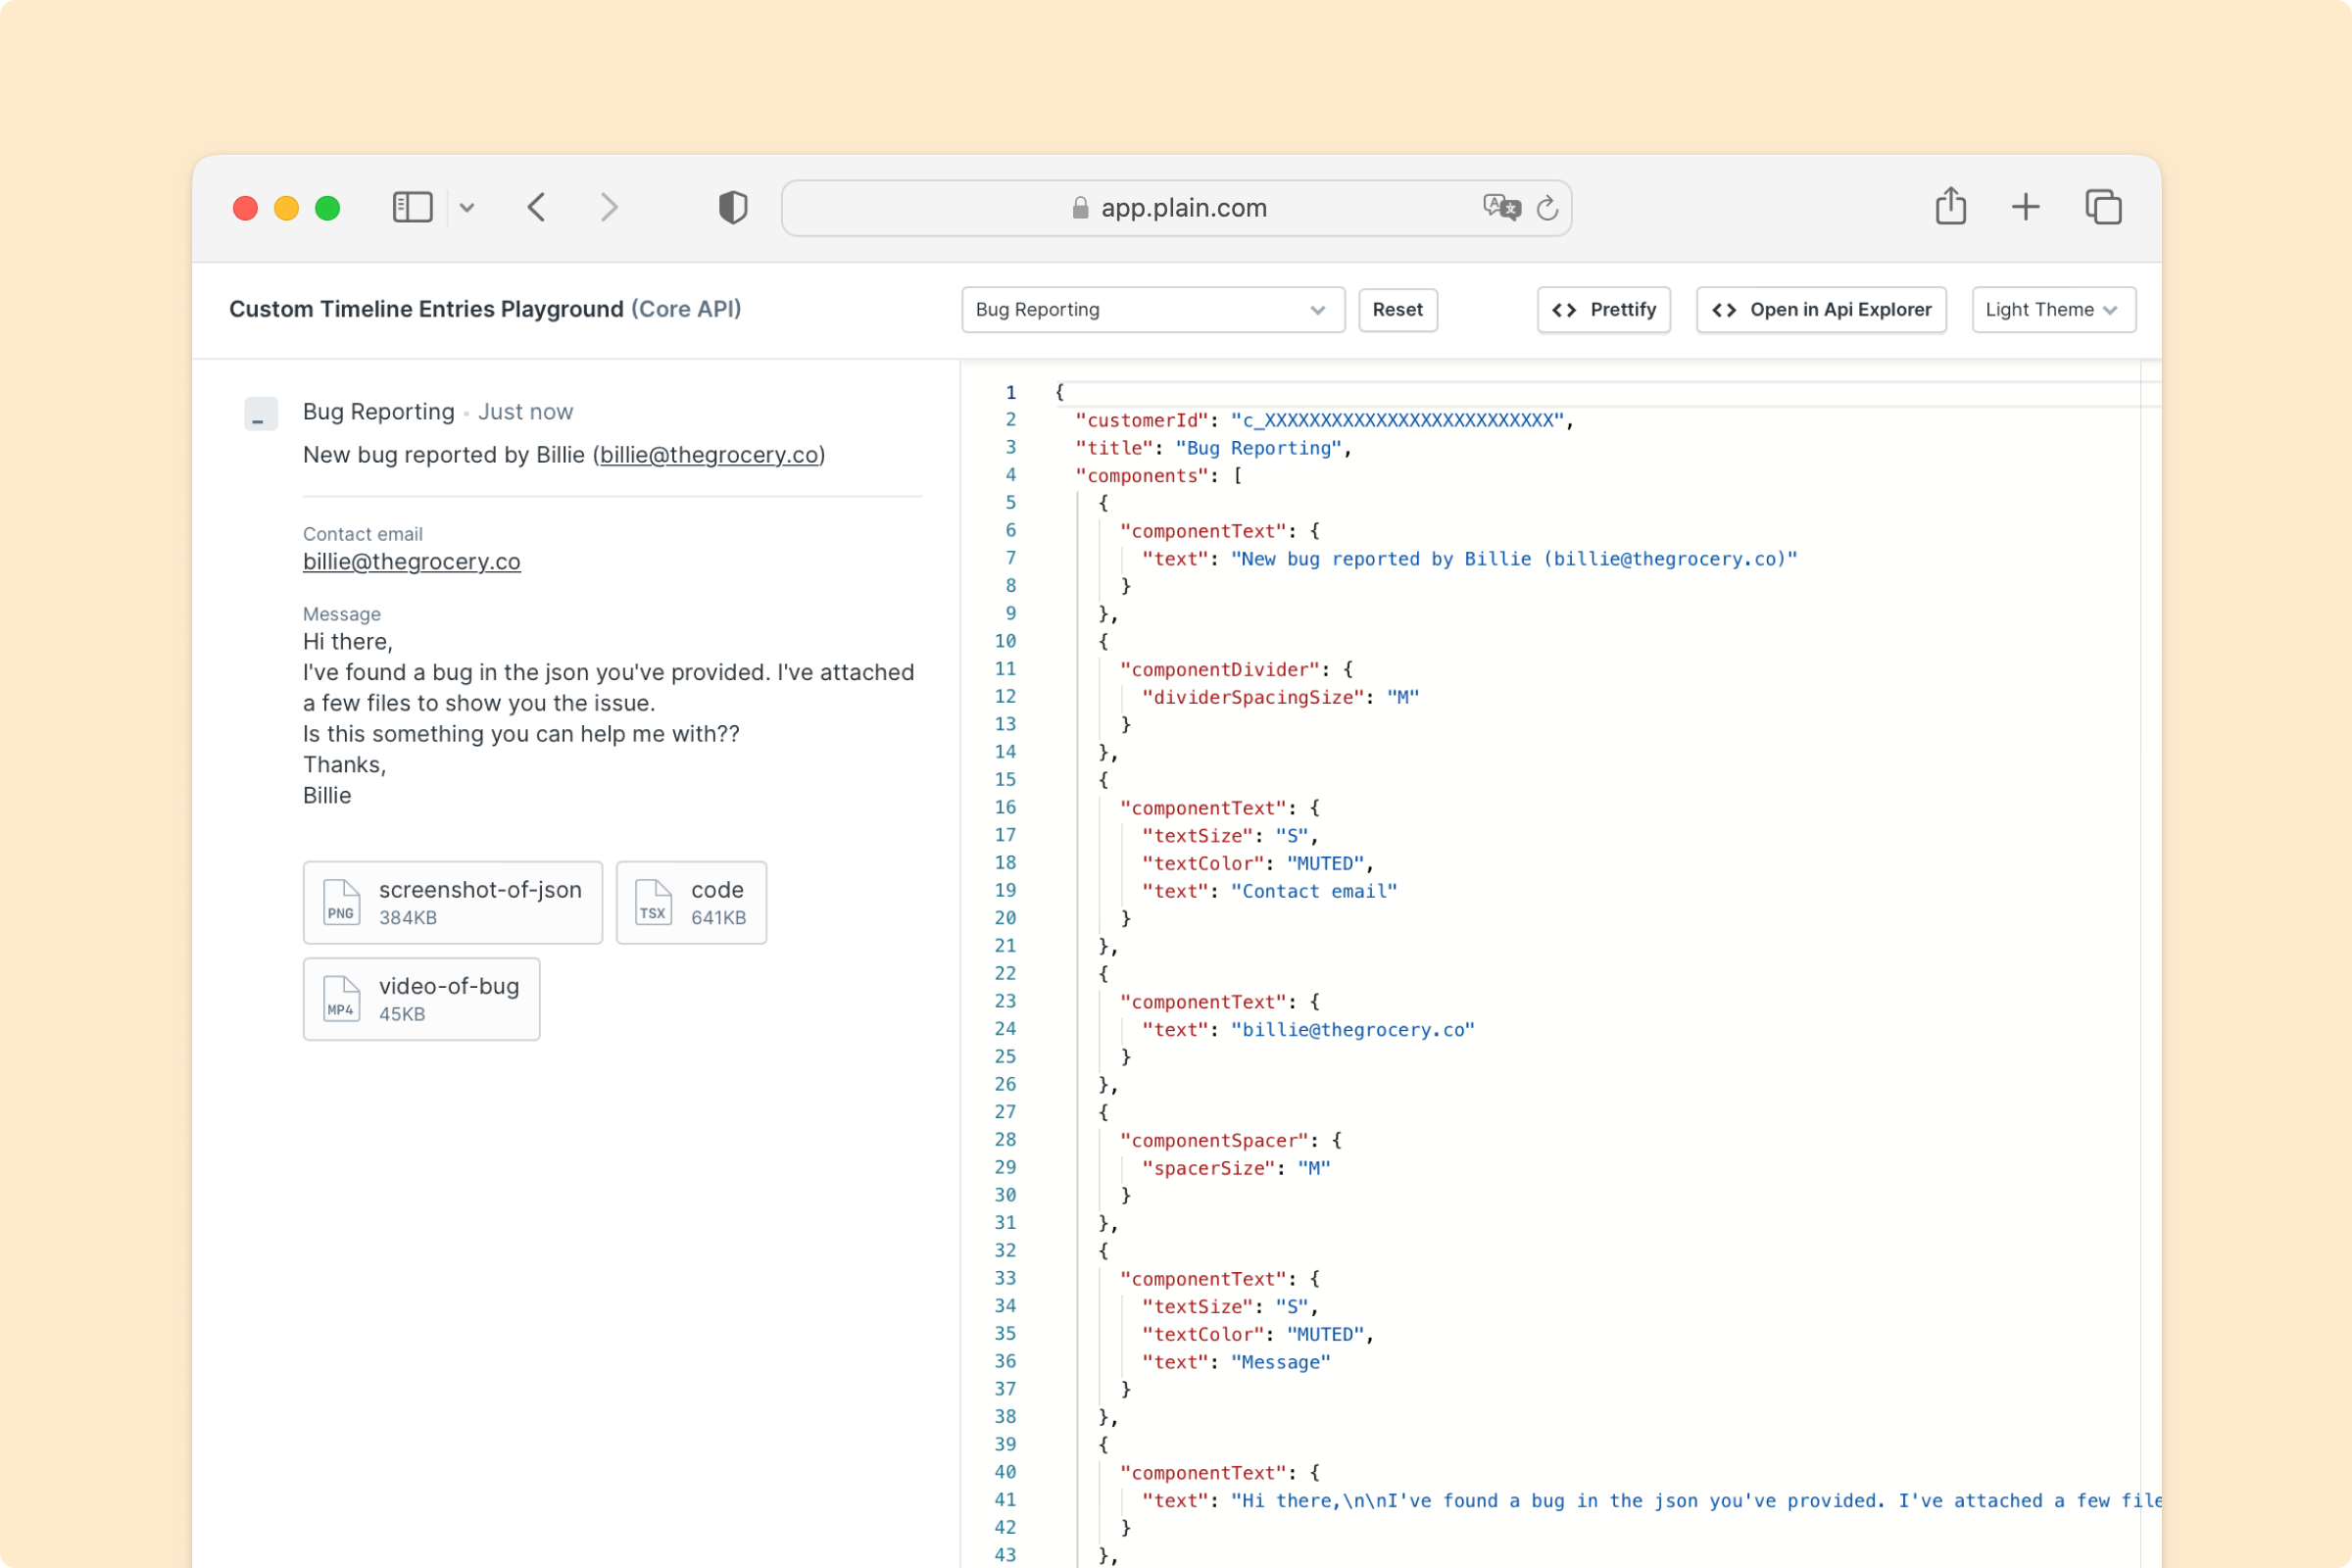 app.plain.com
Custom Timeline Entries Playground (Core API)
Bug Reporting
Reset
<> Prettify
<> Open in Api Explorer
Light Theme
Bug Reporting • Just now
New bug reported by Billie (billie@thegrocery.co)
Contact email
billie@thegrocery.co
Message
Hi there,
I've found a bug in the json you've provided. I've attached
a few files to show you the issue.
Is this something you can help me with??
Thanks,
Billie
PNG
screenshot-of-json
384KB
TSX
code
641KB
MP4
video-of-bug
45KB
1 {
2 "customerId": "c_XXXXXXXXXXXXXXXXXXXXXXXXXX",
3 "title": "Bug Reporting",
4 "components": [
5 {
6 "componentText": {
7 "text": "New bug reported by Billie (billie@thegrocery.co)"
8 }
9 },
10 {
11 "componentDivider": {
12 "dividerSpacingSize": "M"
13 }
14 },
15 {
16 "componentText": {
17 "textSize": "S",
18 "textColor": "MUTED",
19 "text": "Contact email"
20 }
21 },
22 {
23 "componentText": {
24 "text": "billie@thegrocery.co"
25 }
26 },
27 {
28 "componentSpacer": {
29 "spacerSize": "M"
30 }
31 },
32 {
33 "componentText": {
34 "textSize": "S",
35 "textColor": "MUTED",
36 "text": "Message"
37 }
38 },
39 {
40 "componentText": {
41 "text": "Hi there,\n\nI've found a bug in the json you've provided. I've attached a few file
42 }
43 },